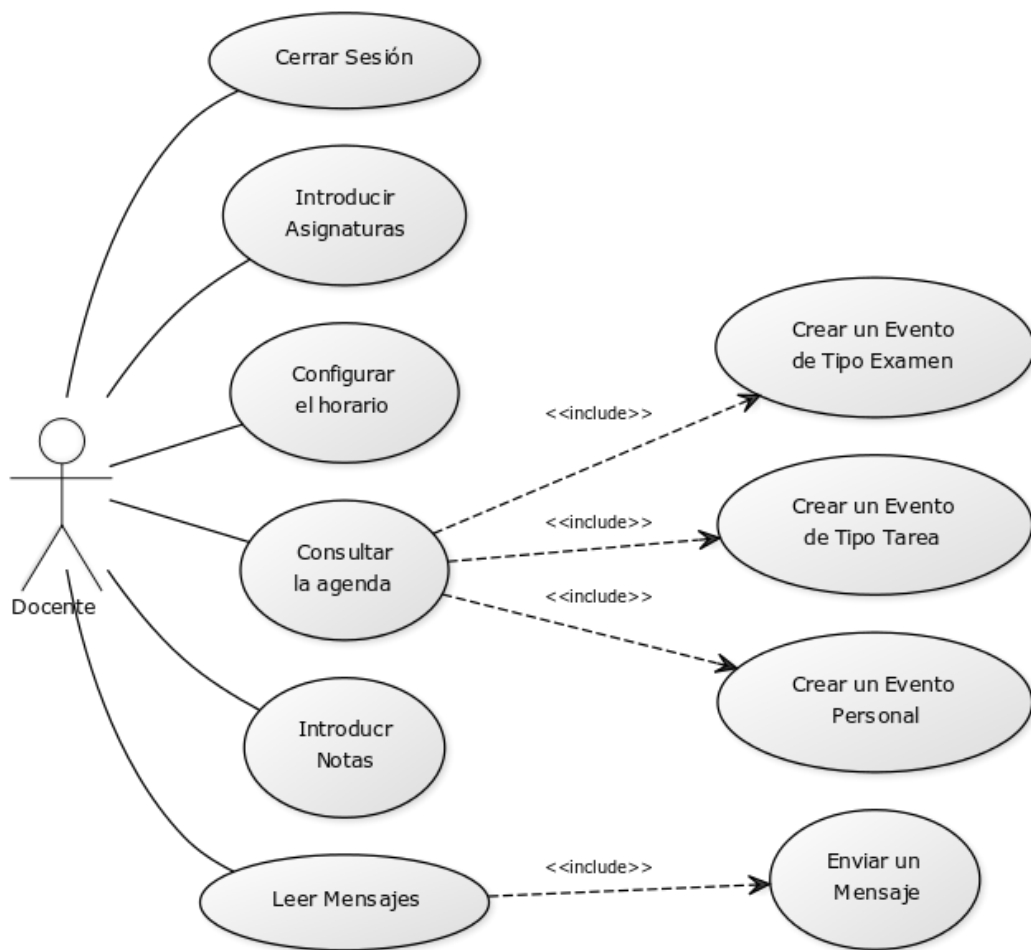 Cerrar Sesión
Introducir
Asignaturas
Configurar
el horario
Docente
Consultar
la agenda
Introducr
Notas
Leer Mensajes
<<include>>
<<include>>
<<include>>
<<include>>
Crear un Evento
de Tipo Examen
Crear un Evento
de Tipo Tarea
Crear un Evento
Personal
Enviar un
Mensaje